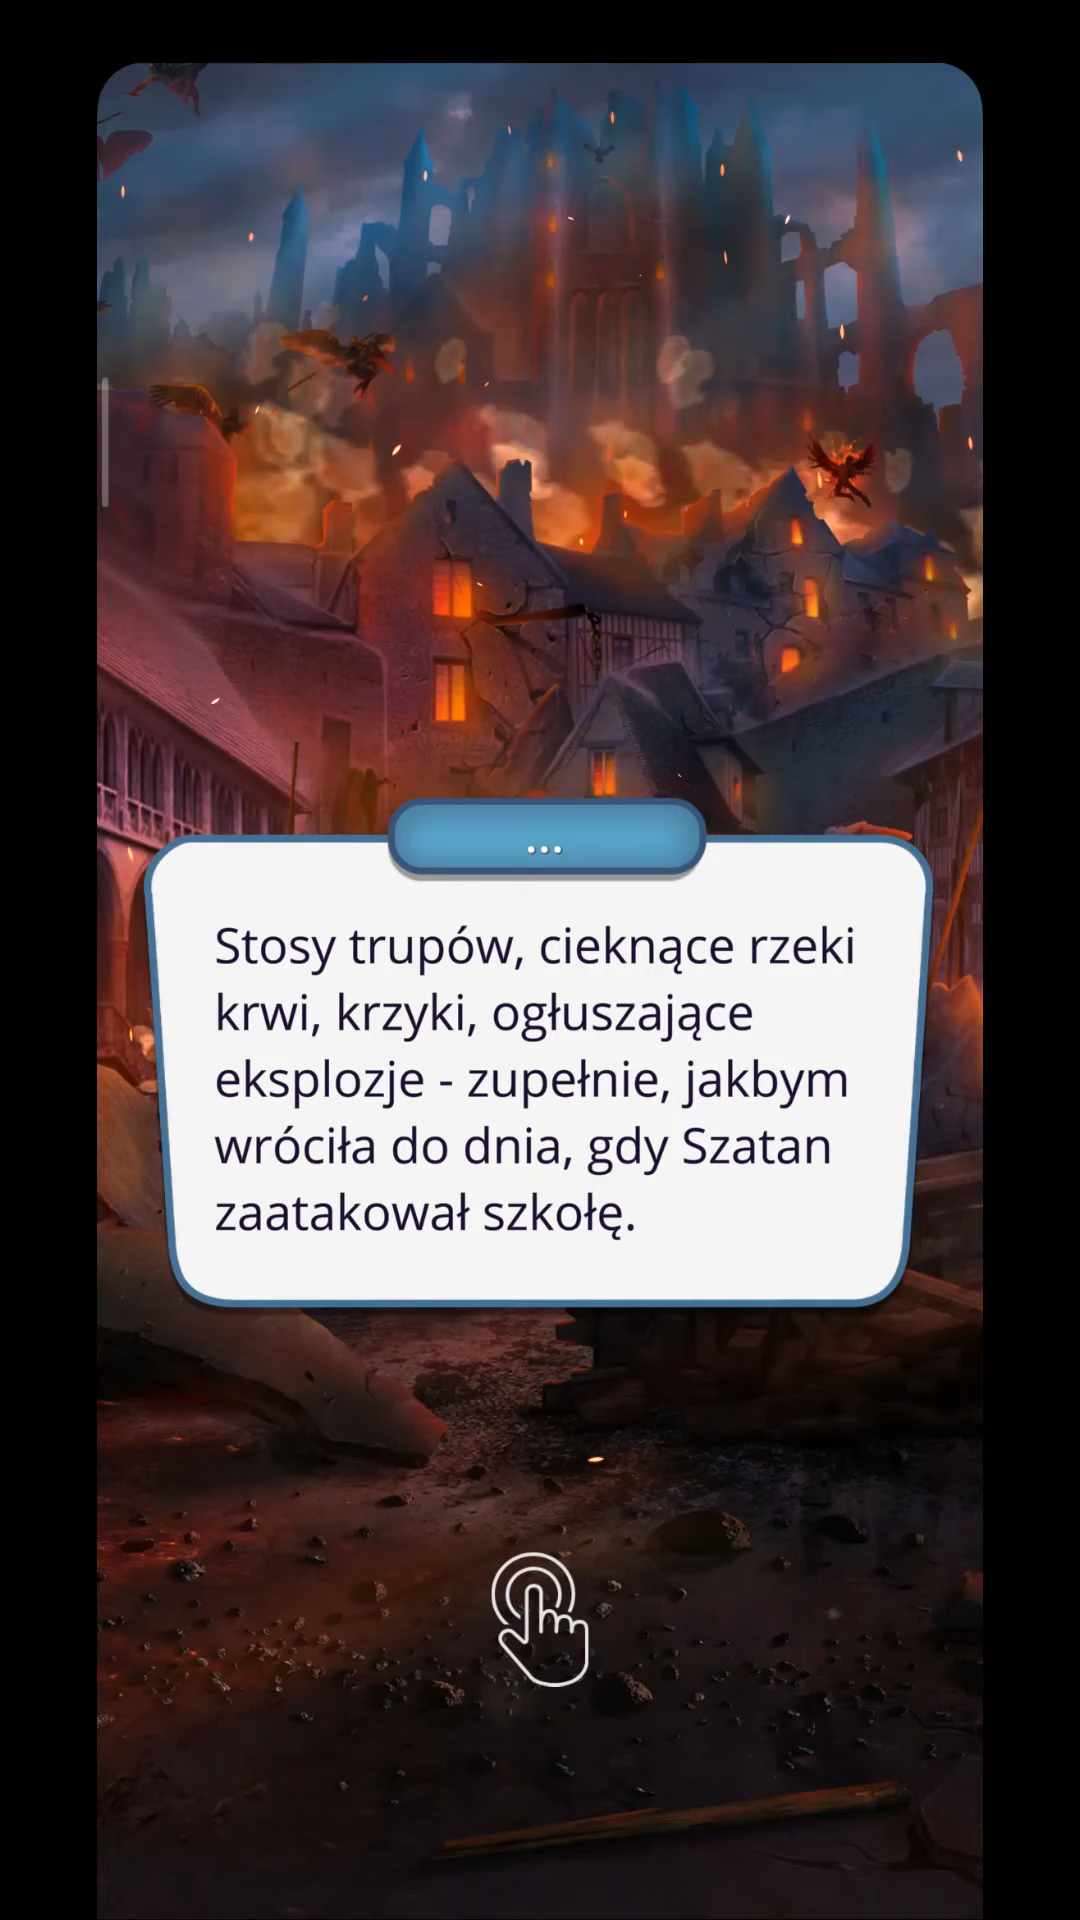 ...
Stosy trupów, cieknące rzeki
krwi, krzyki, ogłuszające
eksplozje - zupełnie, jakbym
wróciła do dnia, gdy Szatan
zaatakował szkołę.